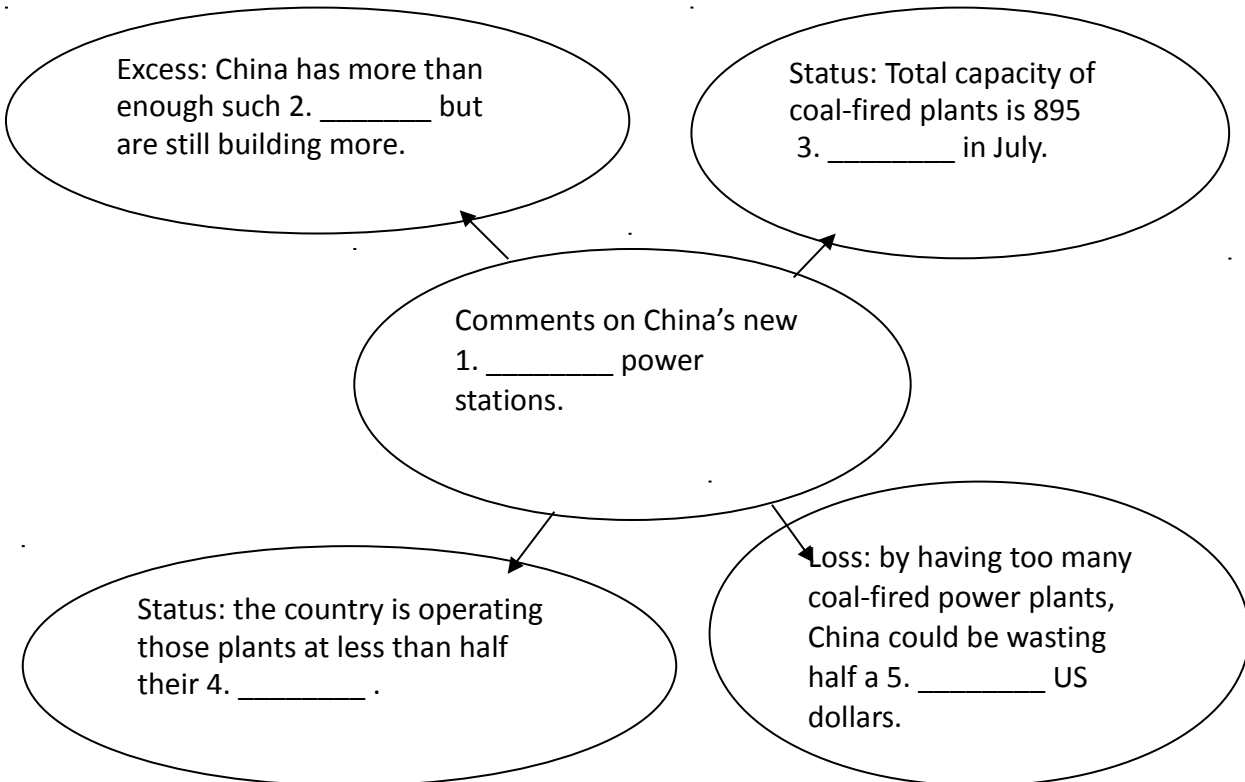 Excess: China has more than
enough such 2. _______ but
are still building more.
Status: Total capacity of
coal-fired plants is 895
3. ________ in July.
Comments on China’s new
1. ________ power
stations.
Status: the country is operating
those plants at less than half
their 4. ________ .
Loss: by having too many
coal-fired power plants,
China could be wasting
half a 5. ________ US
dollars.